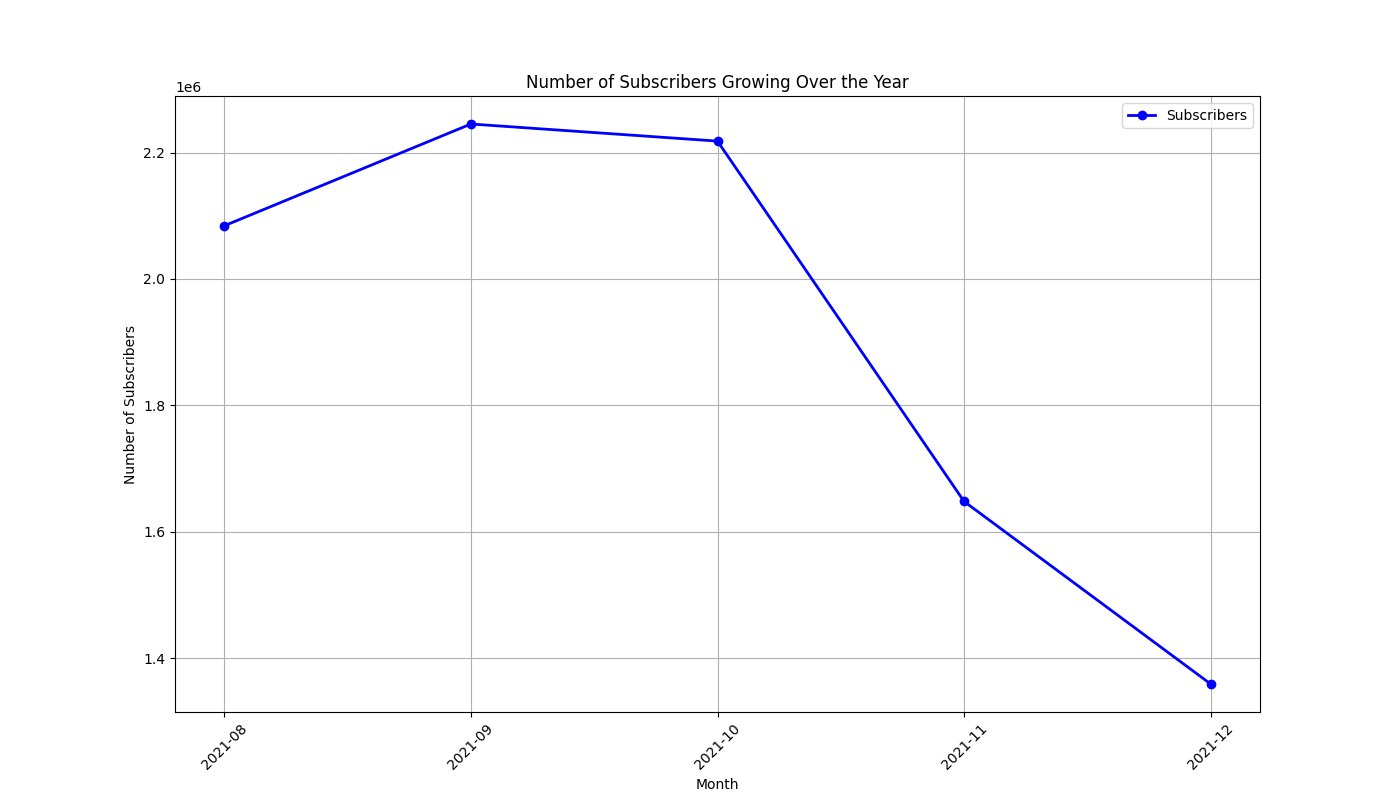 Number of Subscribers Growing Over the Year
1e6
Subscribers
2.2
2.0
1.8
1.6
1.4
Number of Subscribers
2021-08
2021-09
2021-10
2021-11
2021-12
Month